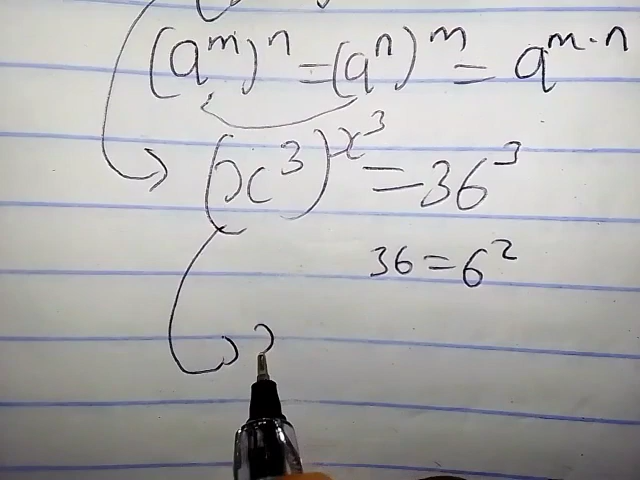 (a^m)^n = (a^n)^m = a^{m·n}
(x^3)^{x^3} = 36^3
36 = 6^2